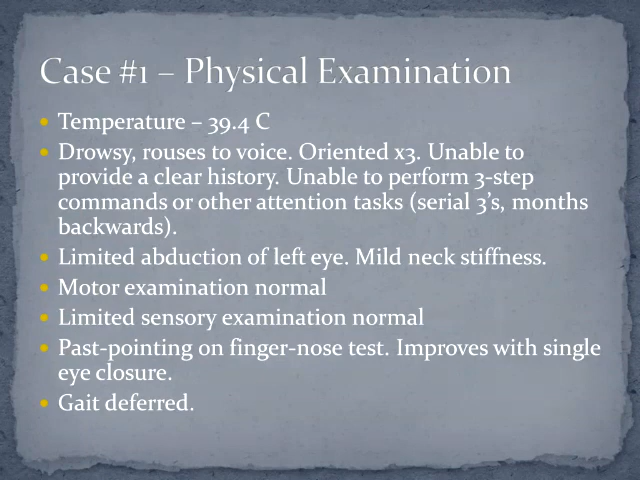 Case #1 – Physical Examination
• Temperature – 39.4 C
• Drowsy, rouses to voice. Oriented x3. Unable to
provide a clear history. Unable to perform 3-step
commands or other attention tasks (serial 3’s, months
backwards).
• Limited abduction of left eye. Mild neck stiffness.
• Motor examination normal
• Limited sensory examination normal
• Past-pointing on finger-nose test. Improves with single
eye closure.
• Gait deferred.